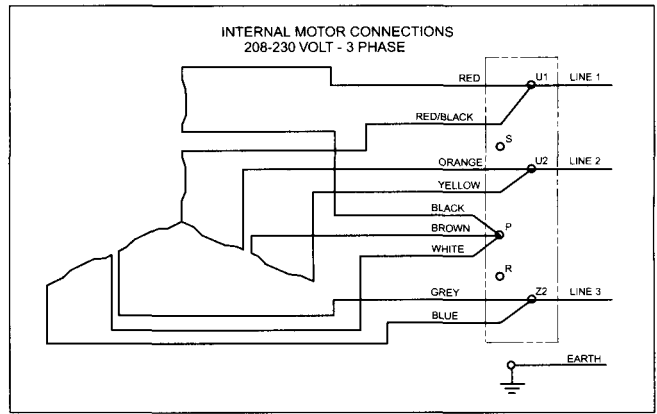 INTERNAL MOTOR CONNECTIONS
208-230 VOLT - 3 PHASE
RED U1 LINE 1
RED/BLACK
S
ORANGE U2 LINE 2
YELLOW
BLACK
BROWN P
WHITE
R
GREY Z2 LINE 3
BLUE
EARTH